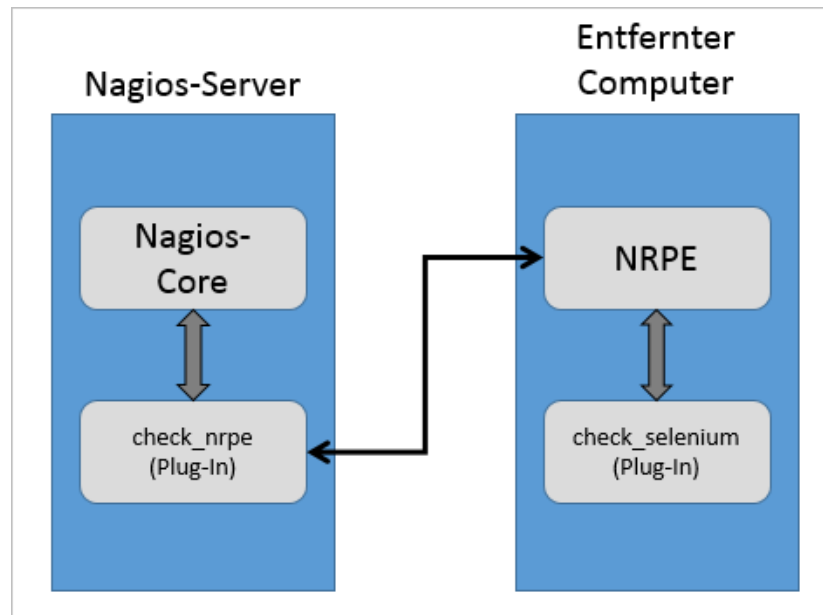 Nagios-Server
Entfernter
Computer
Nagios-
Core
NRPE
check_nrpe
(Plug-In)
check_selenium
(Plug-In)